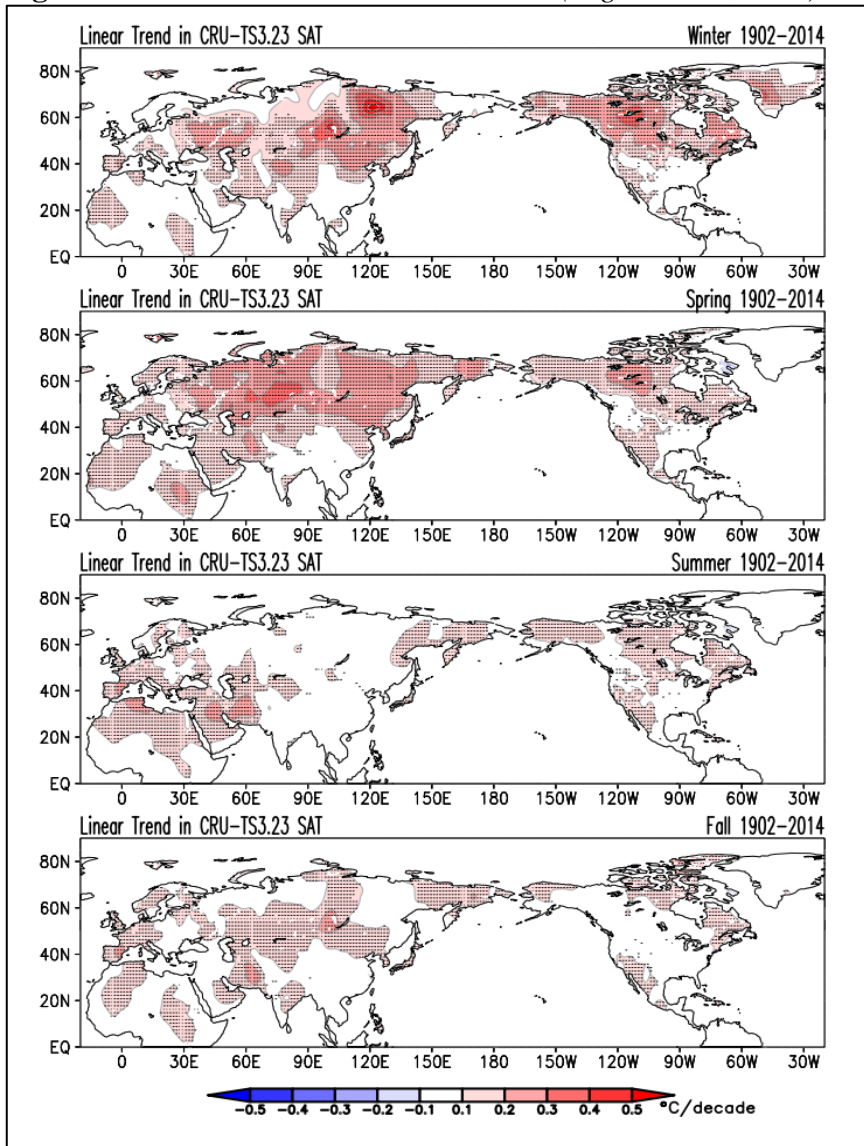 Linear Trend in CRU-TS3.23 SAT Winter 1902-2014
80N
60N
40N
20N
EQ
0 30E 60E 90E 120E 150E 180 150W 120W 90W 60W 30W
Linear Trend in CRU-TS3.23 SAT Spring 1902-2014
80N
60N
40N
20N
EQ
0 30E 60E 90E 120E 150E 180 150W 120W 90W 60W 30W
Linear Trend in CRU-TS3.23 SAT Summer 1902-2014
80N
60N
40N
20N
EQ
0 30E 60E 90E 120E 150E 180 150W 120W 90W 60W 30W
Linear Trend in CRU-TS3.23 SAT Fall 1902-2014
80N
60N
40N
20N
EQ
0 30E 60E 90E 120E 150E 180 150W 120W 90W 60W 30W
-0.5 -0.4 -0.3 -0.2 -0.1 0.1 0.2 0.3 0.4 0.5 °C/decade